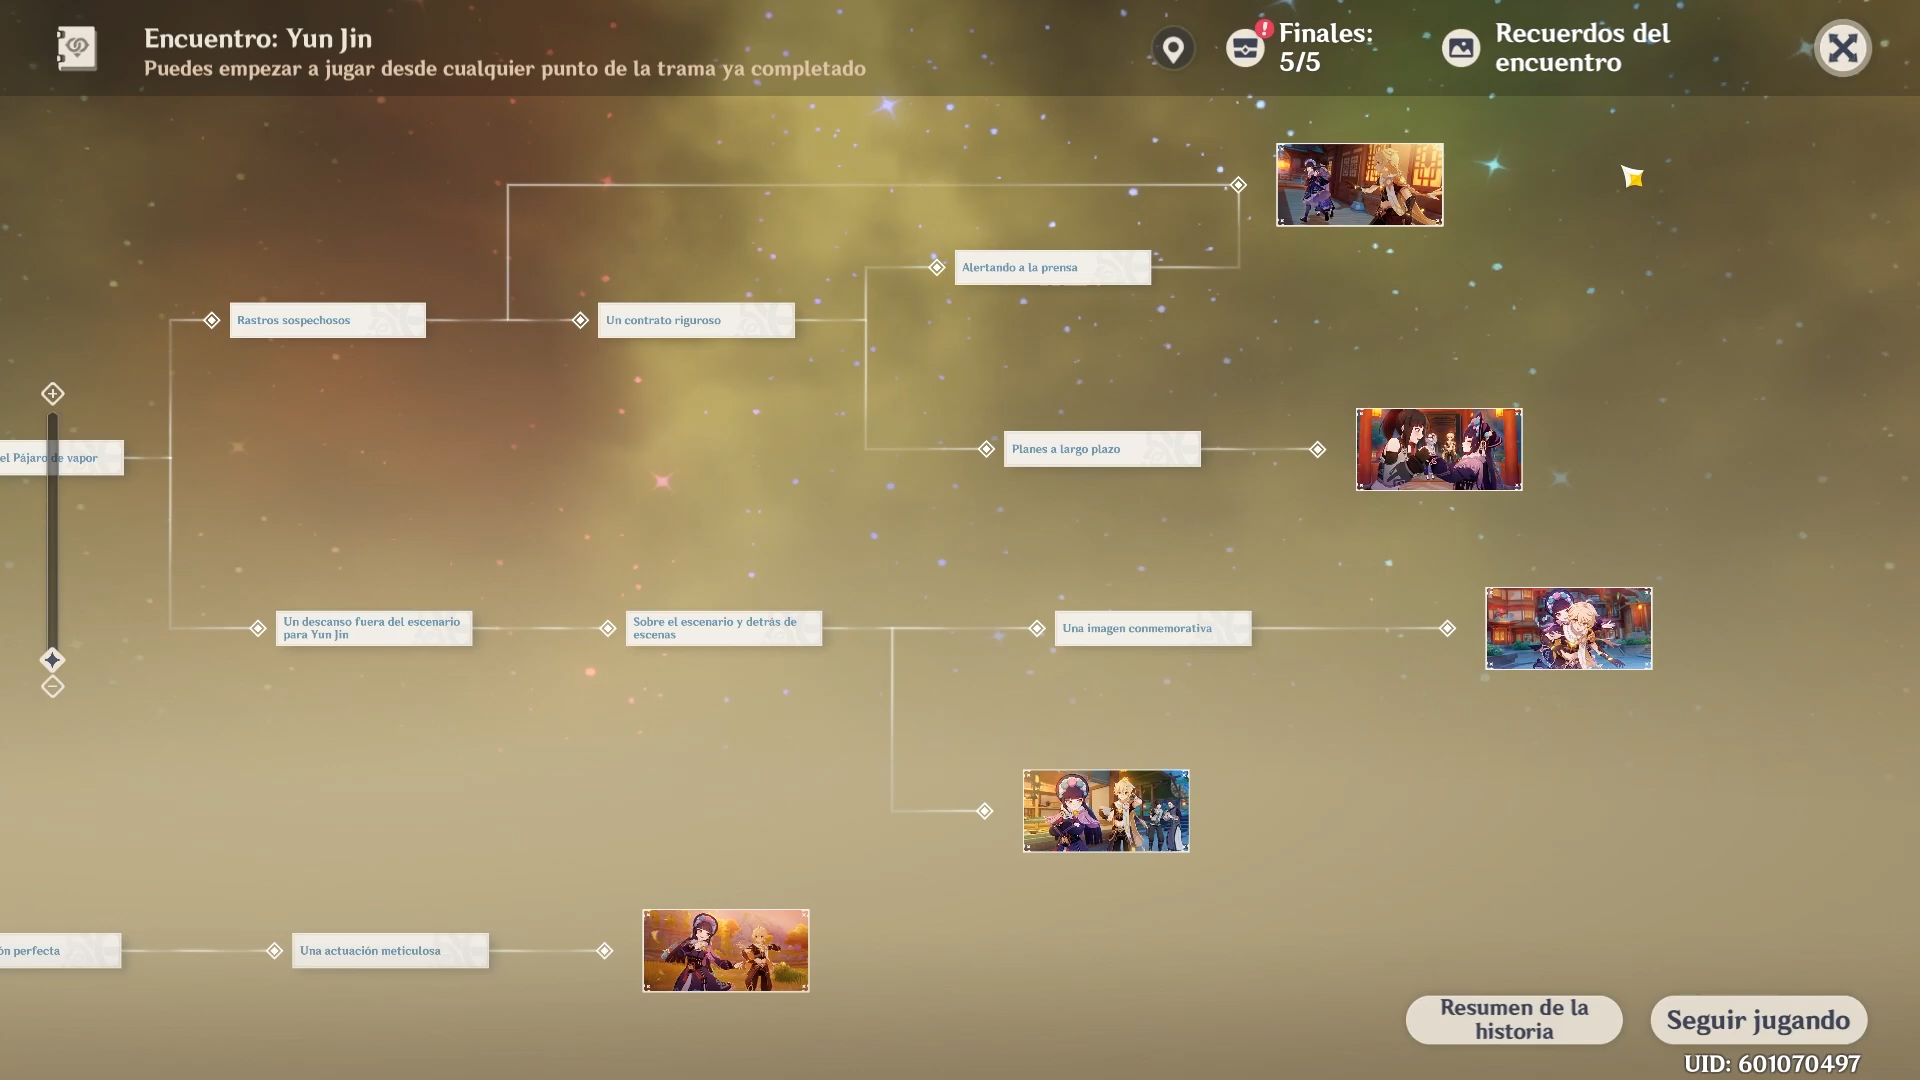 Encuentro: Yun Jin
Puedes empezar a jugar desde cualquier punto de la trama ya completado
Finales:
5/5
Recuerdos del
encuentro
Alertando a la prensa
Rastros sospechosos
Un contrato riguroso
el Pájaro de vapor
Planes a largo plazo
Un descanso fuera del escenario
para Yun Jin
Sobre el escenario y detrás de
escenas
Una imagen conmemorativa
ón perfecta
Una actuación meticulosa
Resumen de la
historia
Seguir jugando
UID: 601070497